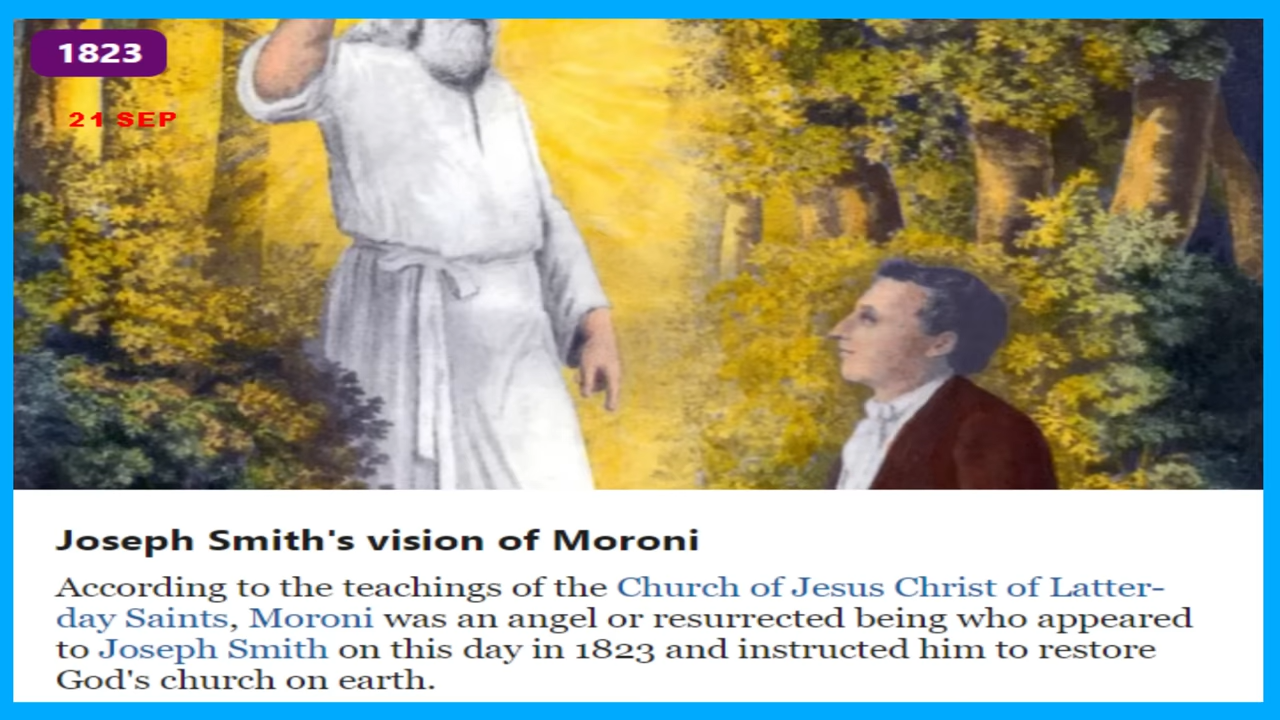 1823
21 SEP
Joseph Smith's vision of Moroni
According to the teachings of the Church of Jesus Christ of Latter-
day Saints, Moroni was an angel or resurrected being who appeared
to Joseph Smith on this day in 1823 and instructed him to restore
God's church on earth.